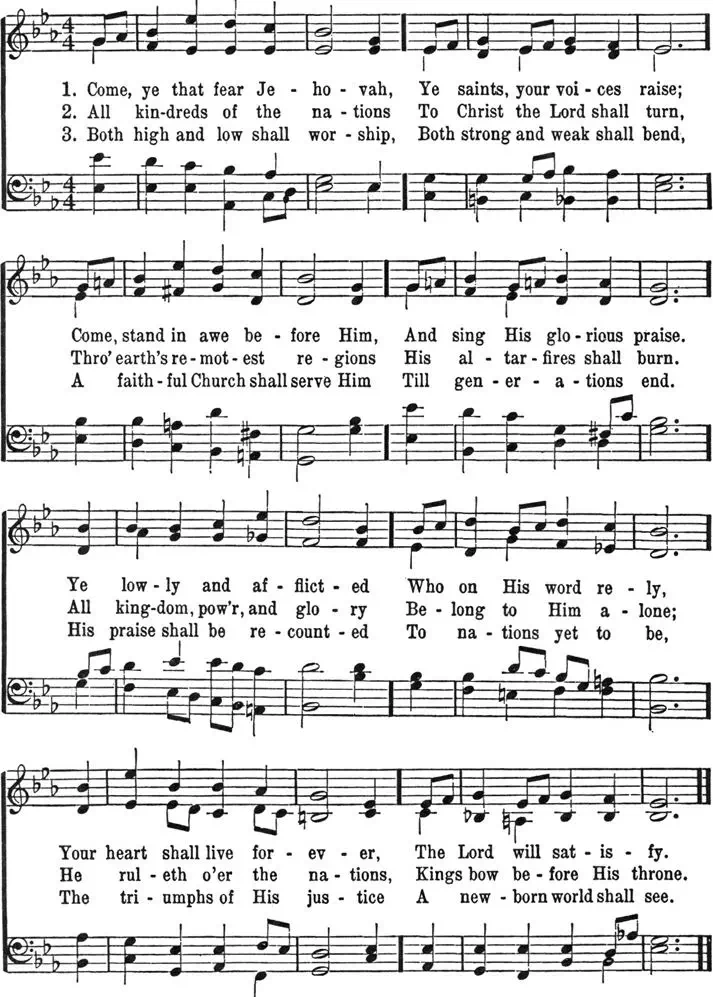 4
4
1. Come, ye that fear Je - ho - vah, Ye saints, your voi - ces raise;
2. All kin-dreds of the na - tions To Christ the Lord shall turn,
3. Both high and low shall wor - ship, Both strong and weak shall bend,
4
4
Come, stand in awe be - fore Him, And sing His glo - rious praise.
Thro' earth's re - mot - est re - gions His al - tar - fires shall burn.
A faith - ful Church shall serve Him Till gen - er - a - tions end.
Ye low - ly and af - flict - ed Who on His word re - ly,
All king-dom, pow'r, and glo - ry Be - long to Him a - lone;
His praise shall be re - count - ed To na - tions yet to be,
Your heart shall live for - ev - er, The Lord will sat - is - fy.
He rul - eth o'er the na - tions, Kings bow be - fore His throne.
The tri - umphs of His jus - tice A new - born world shall see.